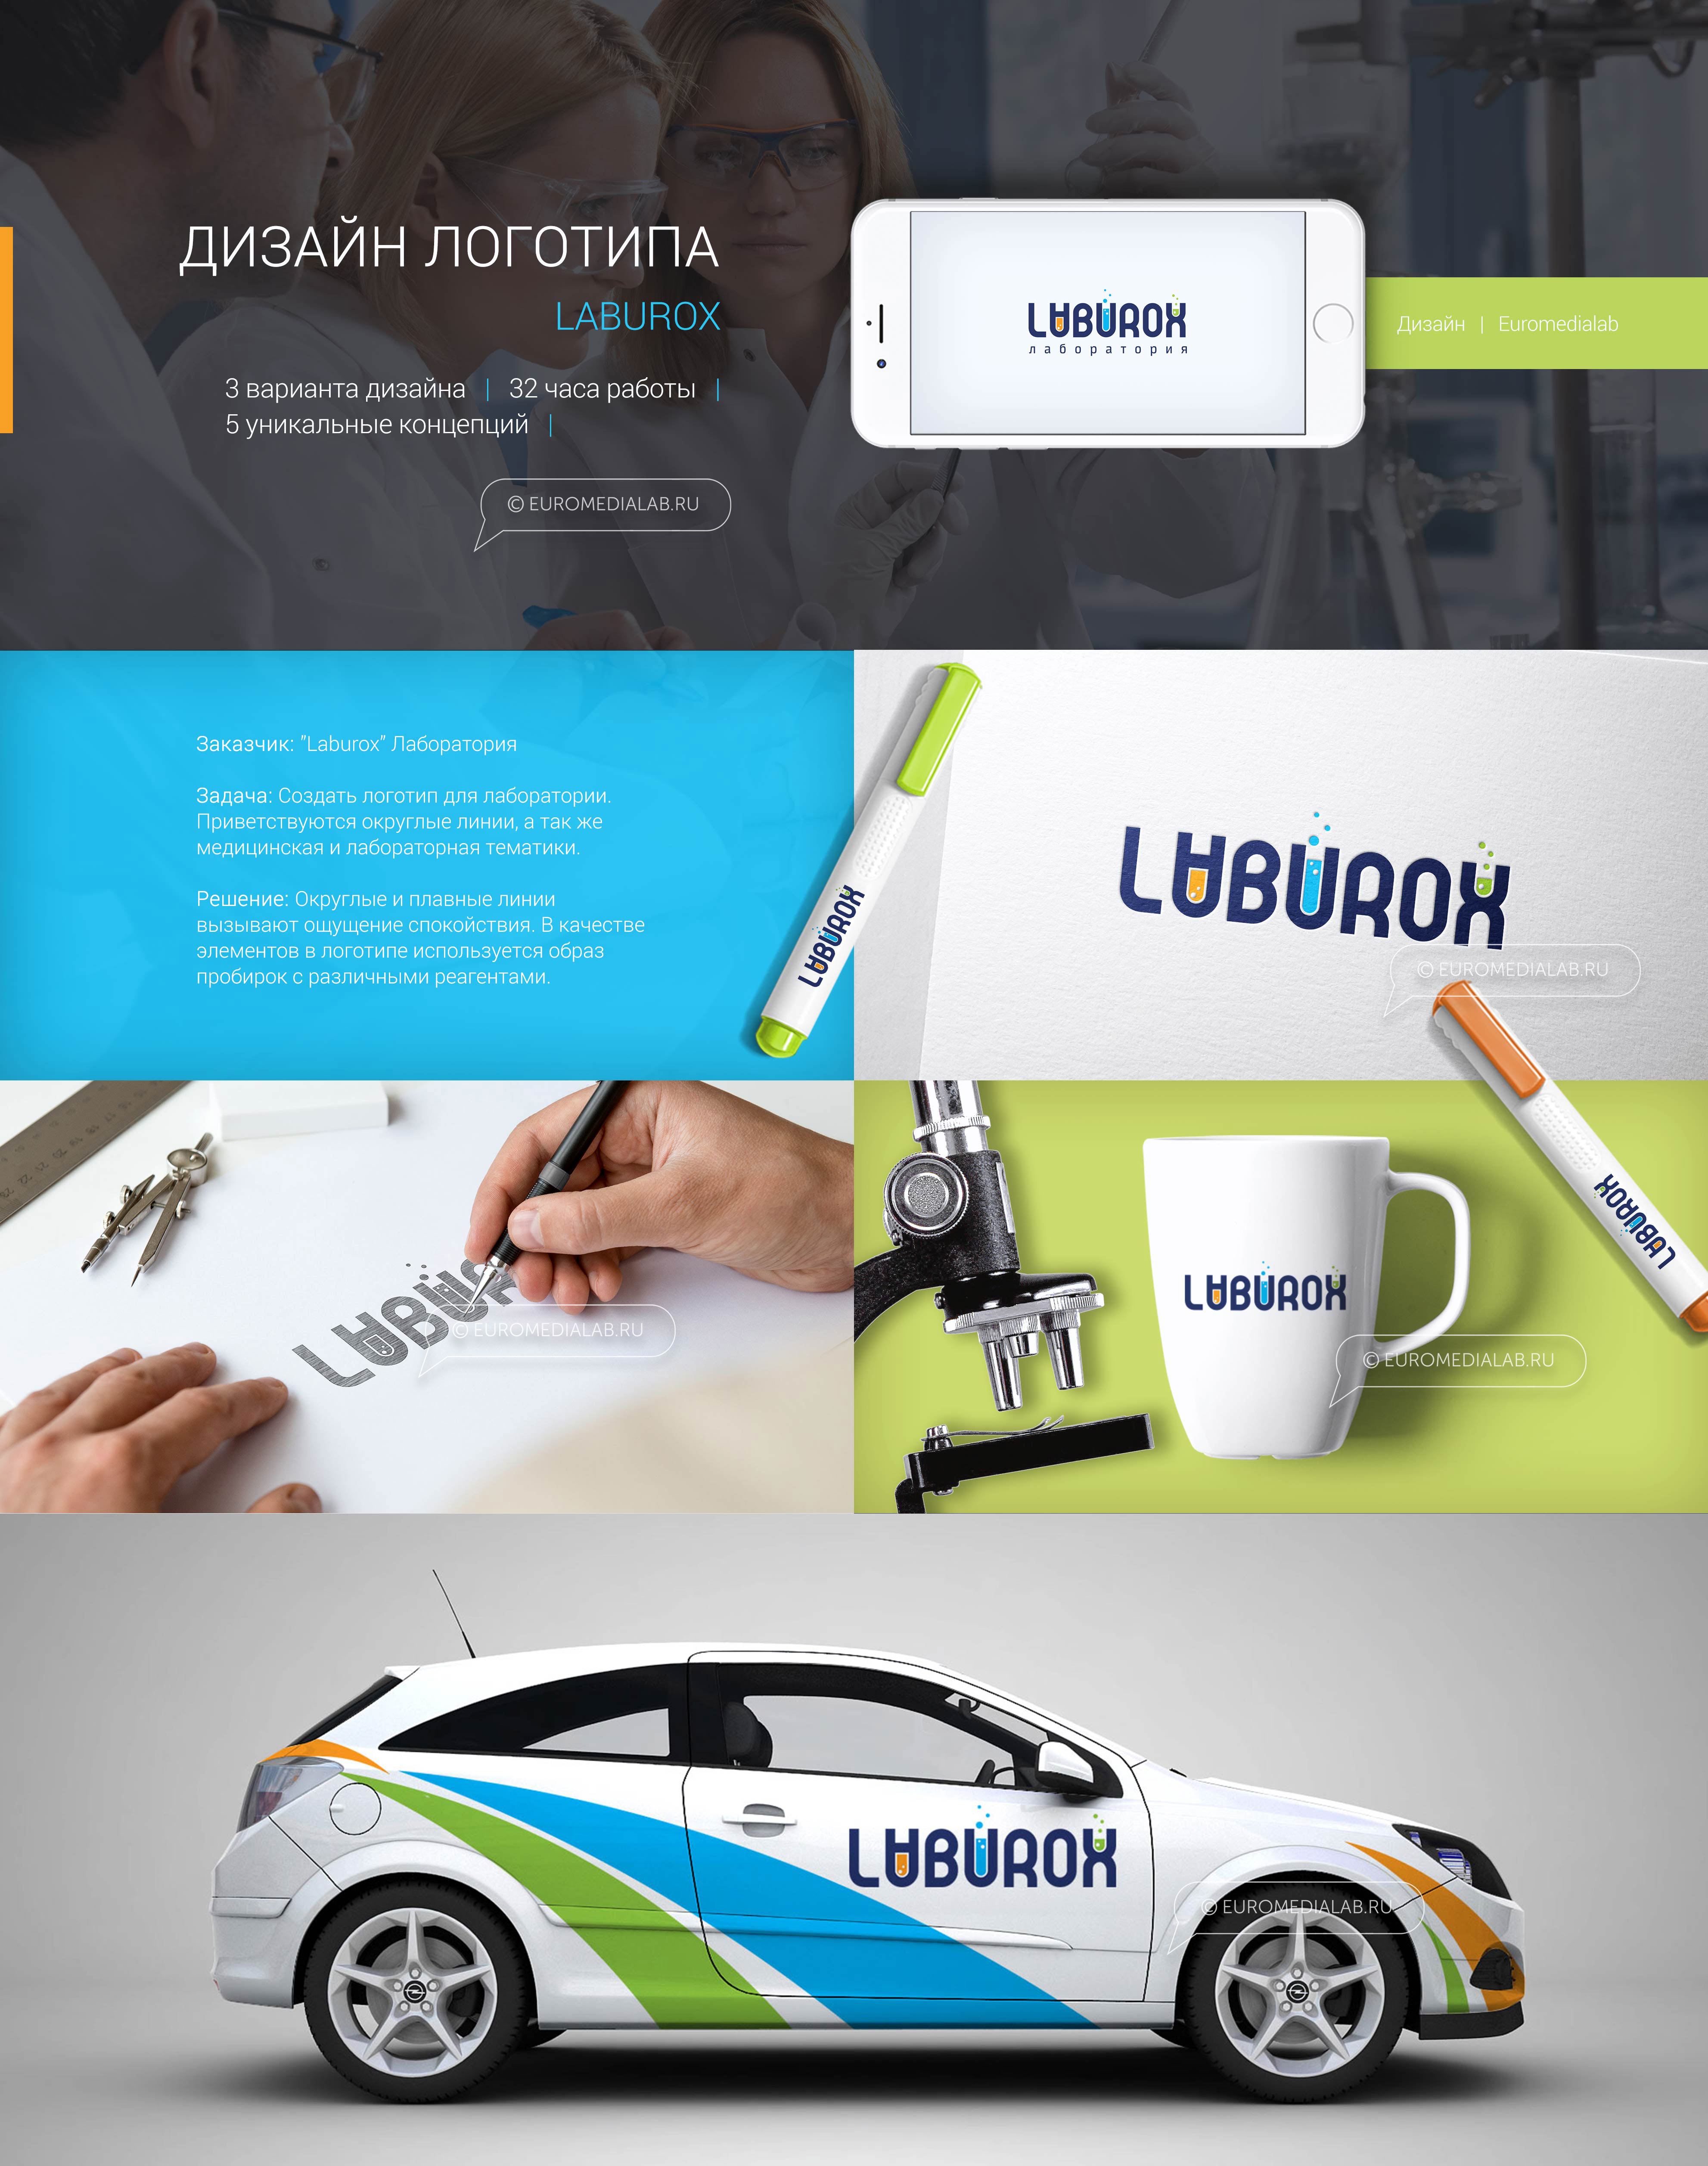 ДИЗАЙН ЛОГОТИПА
LABUROX
3 варианта дизайна | 32 часа работы |
5 уникальные концепций |
© EUROMEDIALAB.RU
LABUROX
лаборатория
Дизайн | Euromedialab
Заказчик: "Laburox" Лаборатория
Задача: Создать логотип для лаборатории.
Приветствуются округлые линии, а так же
медицинская и лабораторная тематики.
Решение: Округлые и плавные линии
вызывают ощущение спокойствия. В качестве
элементов в логотипе используется образ
пробирок с различными реагентами.
LABUROX
LABUROX
© EUROMEDIALAB.RU
LABUR
© EUROMEDIALAB.RU
LABUROX
LABUROX
© EUROMEDIALAB.RU
LABUROX
© EUROMEDIALAB.RU